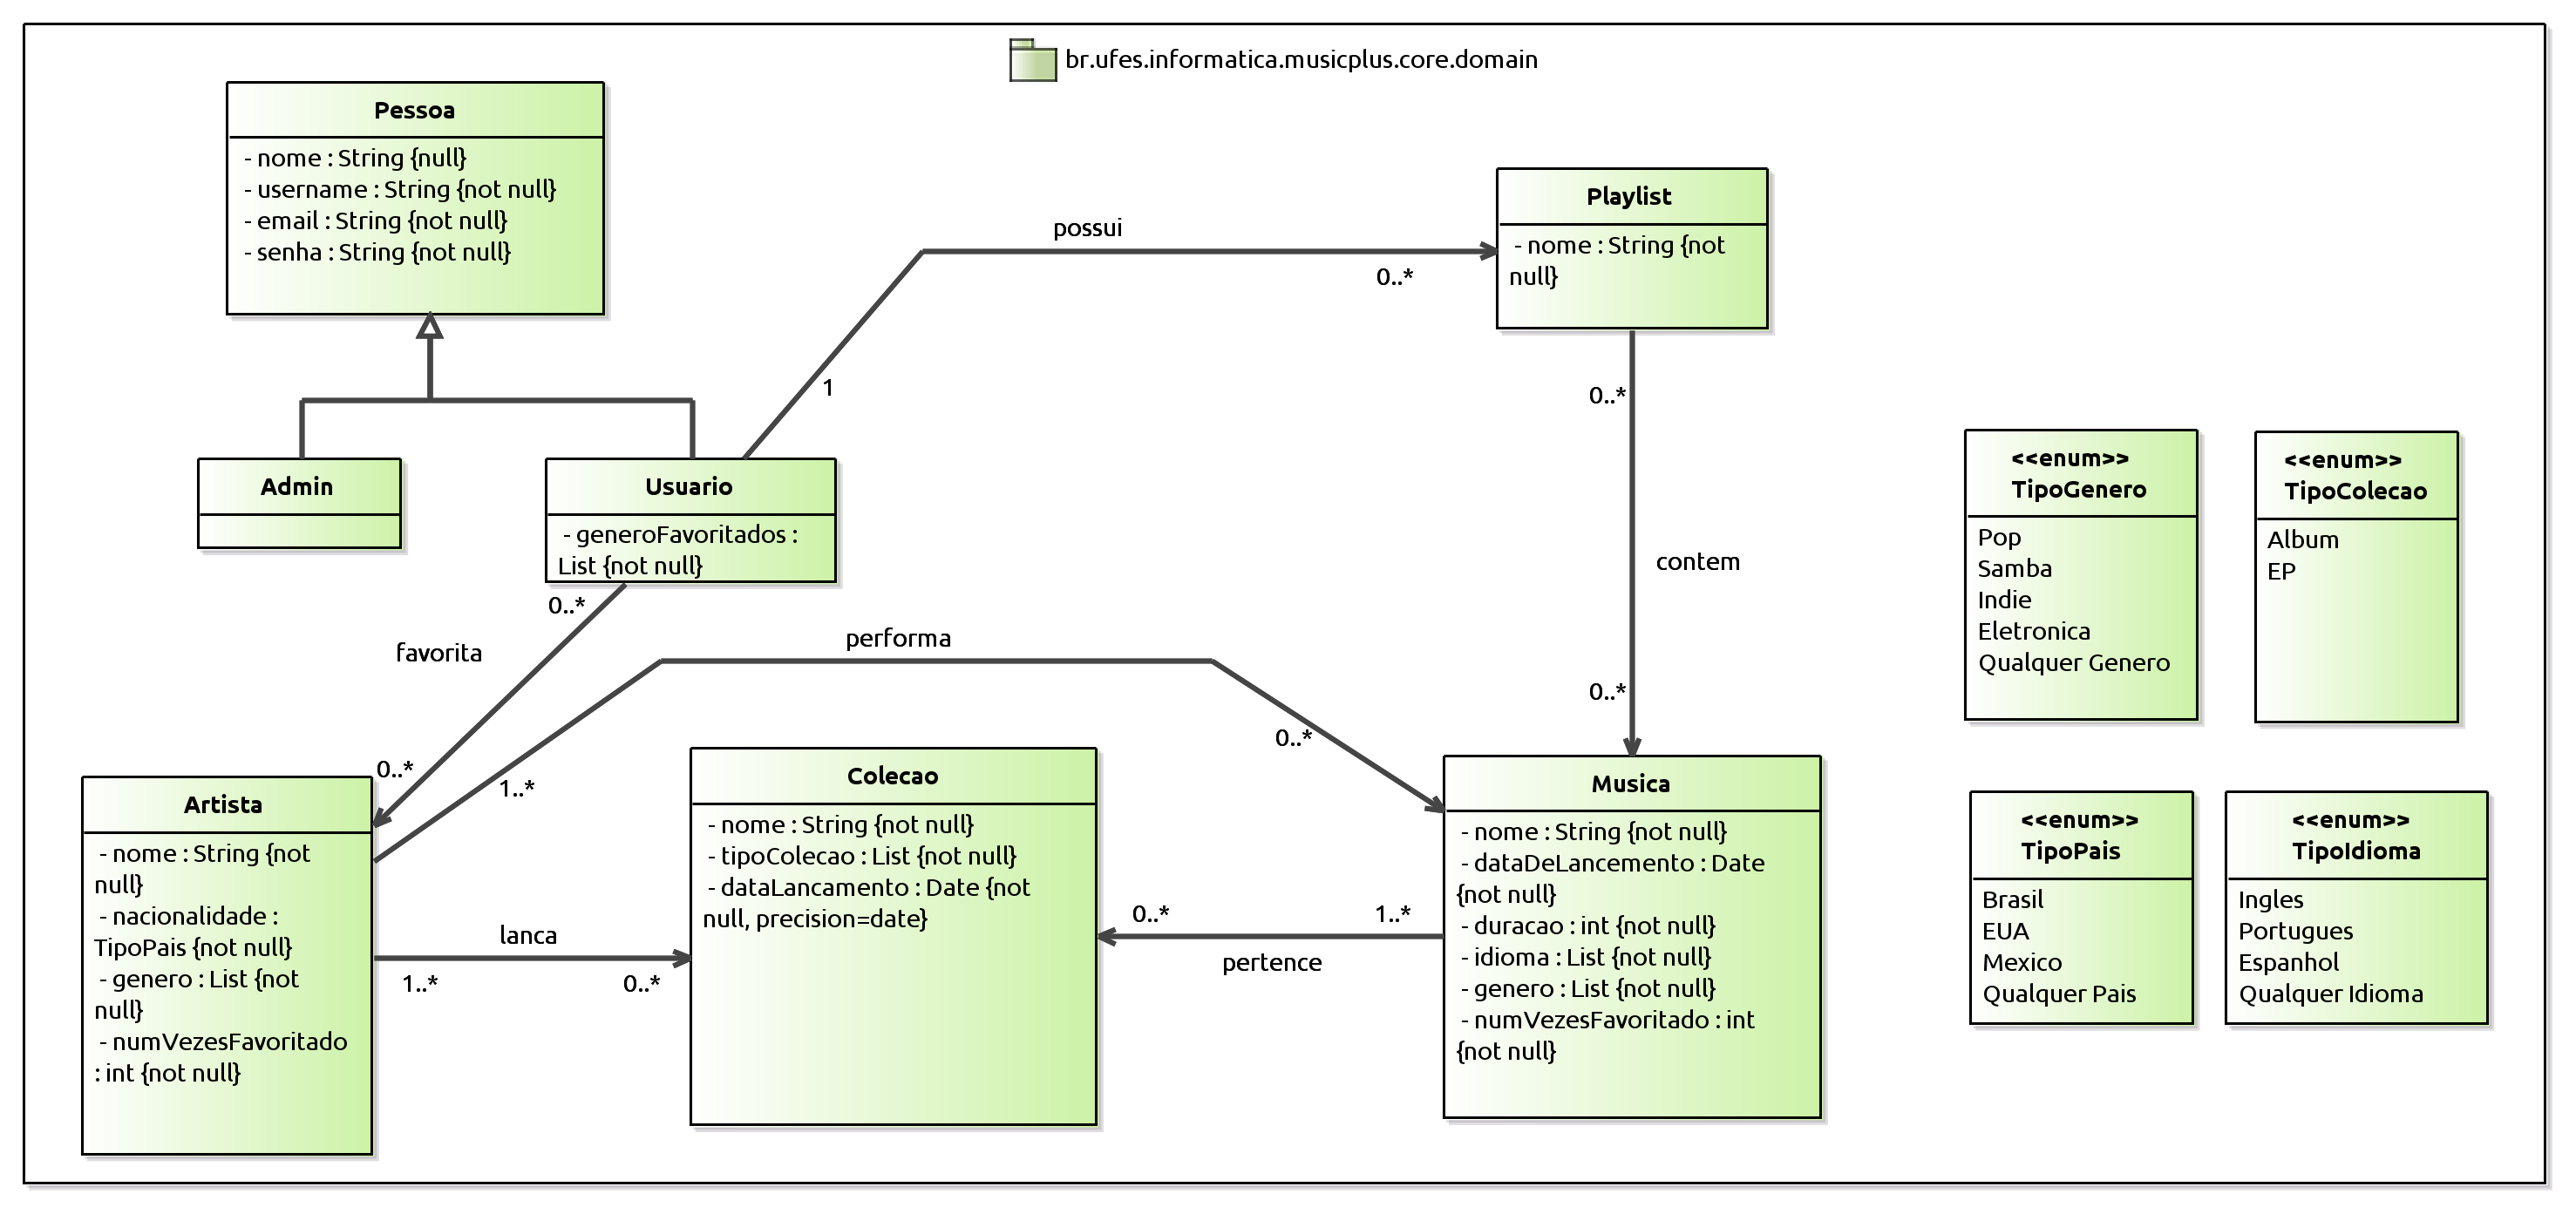 br.ufes.informatica.musicplus.core.domain
Pessoa
- nome : String {null}
- username : String {not null}
- email : String {not null}
- senha : String {not null}
Playlist
- nome : String {not
null}
possui
0..*
1
0..*
contem
0..*
Admin
Usuario
- generoFavoritados :
List {not null}
0..*
favorita
0..*
performa
1..*
0..*
Artista
- nome : String {not
null}
- nacionalidade :
TipoPais {not null}
- genero : List {not
null}
- numVezesFavoritado
: int {not null}
lanca
1..*
0..*
Colecao
- nome : String {not null}
- tipoColecao : List {not null}
- dataLancamento : Date {not
null, precision=date}
0..*
1..*
pertence
Musica
- nome : String {not null}
- dataDeLancemento : Date
{not null}
- duracao : int {not null}
- idioma : List {not null}
- genero : List {not null}
- numVezesFavoritado : int
{not null}
<<enum>>
TipoGenero
Pop
Samba
Indie
Eletronica
Qualquer Genero
<<enum>>
TipoColecao
Album
EP
<<enum>>
TipoPais
Brasil
EUA
Mexico
Qualquer Pais
<<enum>>
TipoIdioma
Ingles
Portugues
Espanhol
Qualquer Idioma